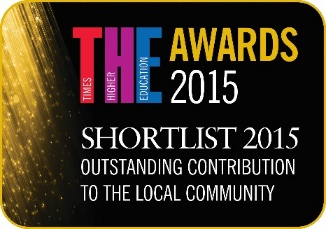 THE AWARDS
TIMES HIGHER EDUCATION 2015
SHORTLIST 2015
OUTSTANDING CONTRIBUTION
TO THE LOCAL COMMUNITY